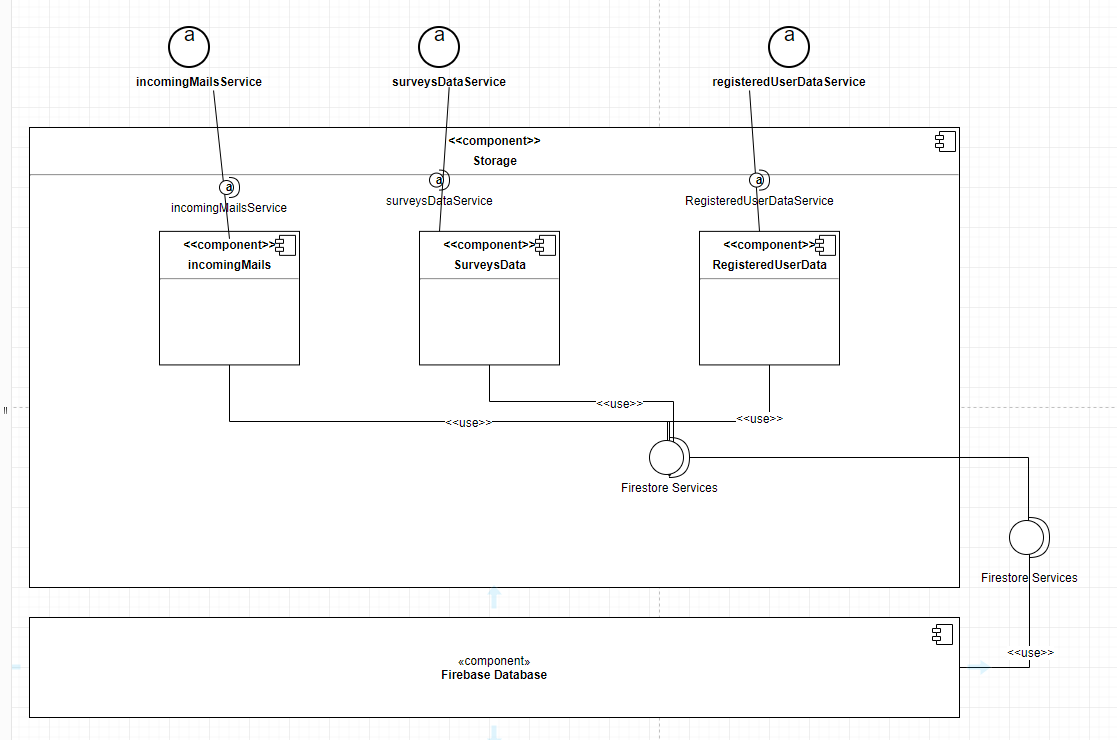 a
a
a
incomingMailsService
surveysDataService
registeredUserDataService
<<component>>
Storage
a
a
a
incomingMailsService
surveysDataService
RegisteredUserDataService
<<component>>
incomingMails
<<component>>
SurveysData
<<component>>
RegisteredUserData
<<use>>
<<use>>
<<use>>
Firestore Services
Firestore Services
<<use>>
«component»
Firebase Database